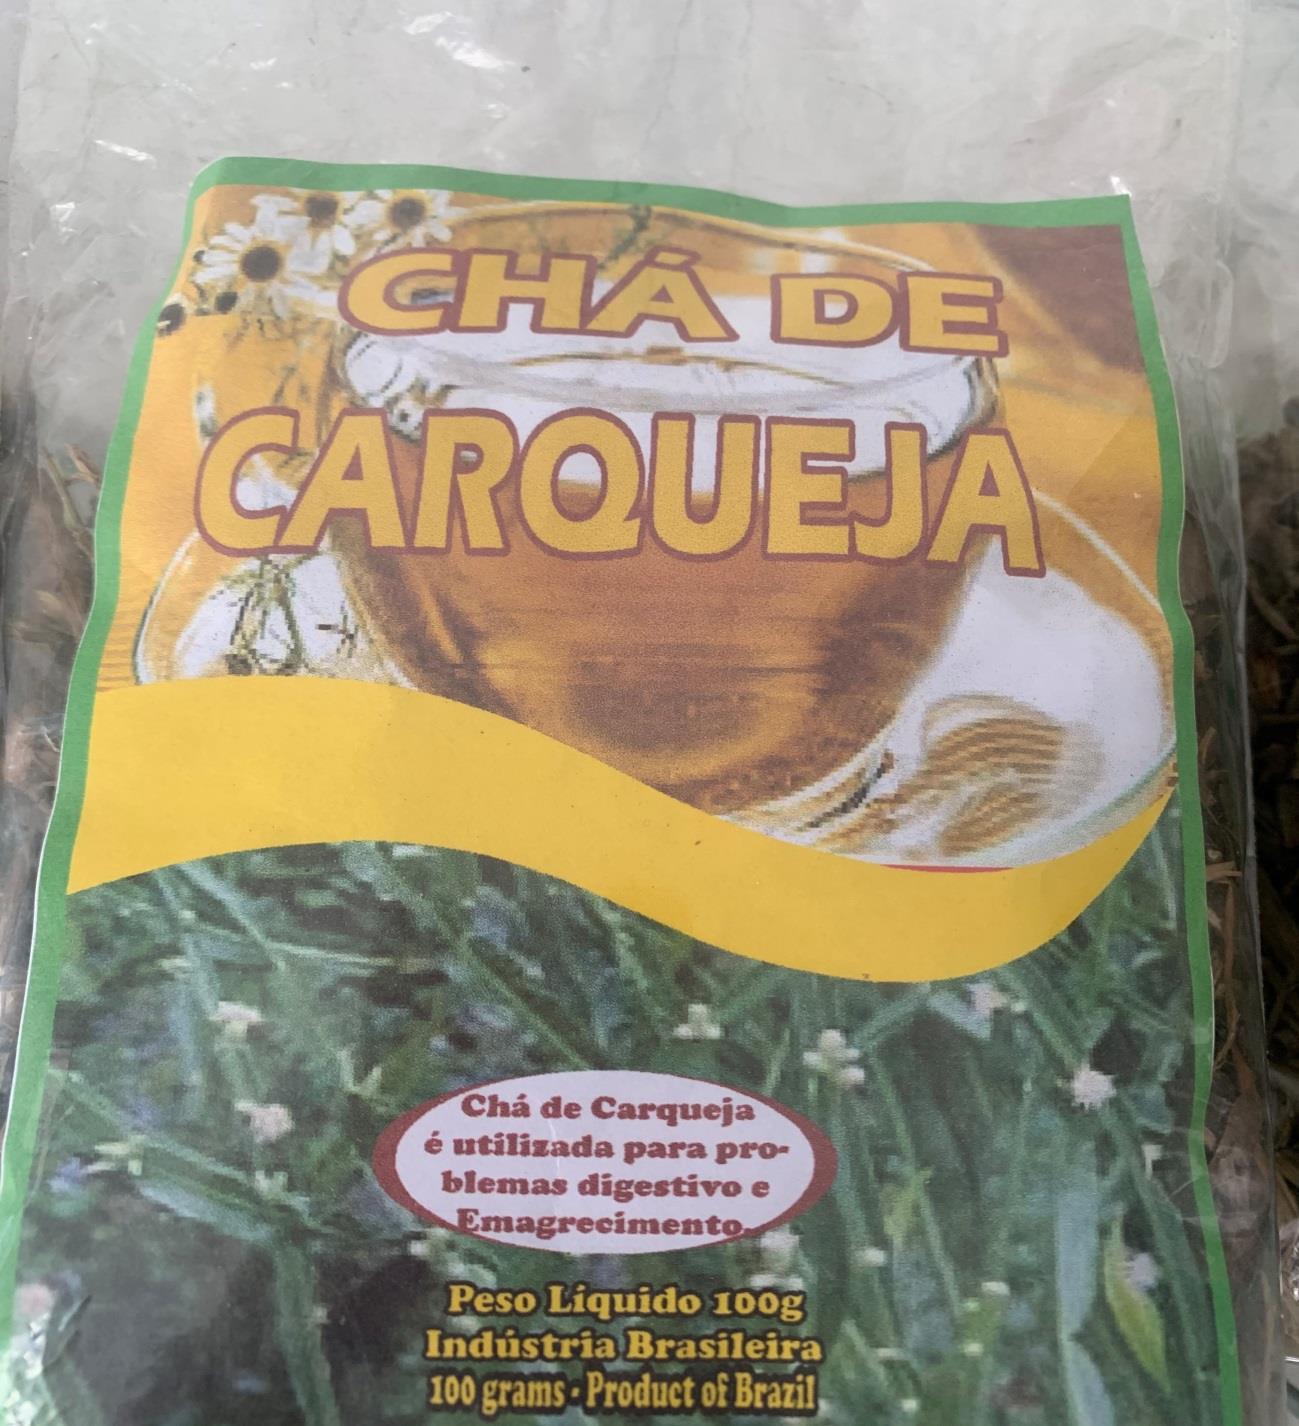 CHÁ DE
CARQUEJA
Chá de Carqueja
é utilizada para pro-
blemas digestivo e
Emagrecimento.
Peso Líquido 100g
Indústria Brasileira
100 grams - Product of Brazil